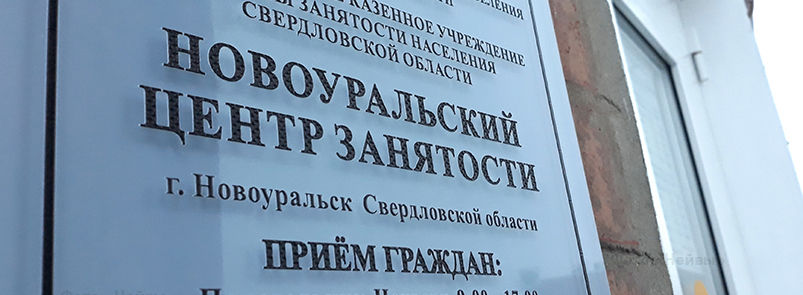 КАЗЕННОЕ УЧРЕЖДЕНИЕ
ЗАНЯТОСТИ НАСЕЛЕНИЯ
СВЕРДЛОВСКОЙ ОБЛАСТИ
НОВОУРАЛЬСКИЙ
ЦЕНТР ЗАНЯТОСТИ
г. Новоуральск Свердловской области
ПРИЁМ ГРАЖДАН: